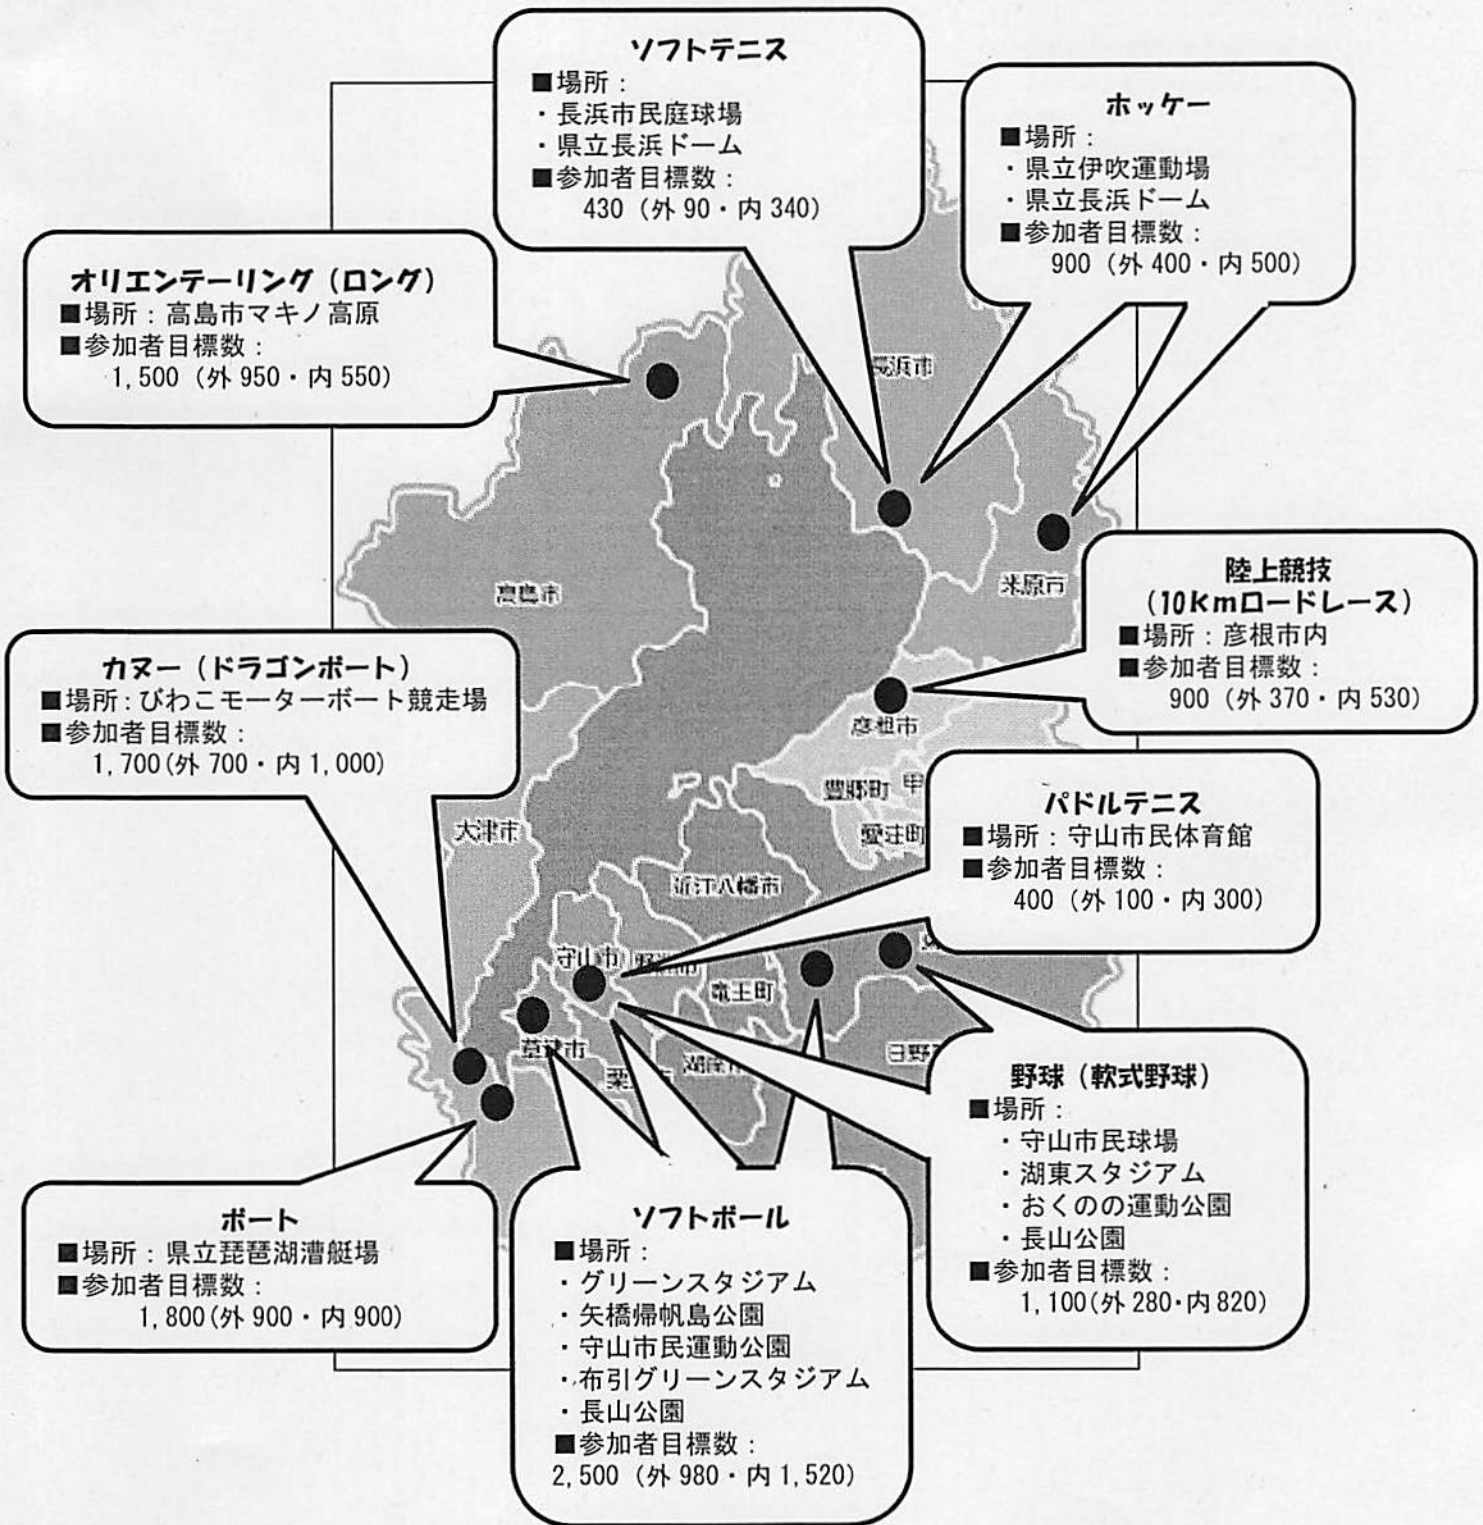 ソフトテニス
■場所：
・長浜市民庭球場
・県立長浜ドーム
■参加者目標数：
430（外 90・内 340）
ホッケー
■場所：
・県立伊吹運動場
・県立長浜ドーム
■参加者目標数：
900（外 400・内 500）
オリエンテーリング（ロング）
■場所：高島市マキノ高原
■参加者目標数：
1,500（外 950・内 550）
長浜市
米原市
高島市
陸上競技
（10Kmロードレース）
■場所：彦根市内
■参加者目標数：
900（外 370・内 530）
カヌー（ドラゴンボート）
■場所：びわこモーターボート競走場
■参加者目標数：
1,700（外 700・内 1,000）
彦根市
豊郷町
甲
愛荘町
大津市
近江八幡市
パドルテニス
■場所：守山市民体育館
■参加者目標数：
400（外 100・内 300）
守山市
竜王町
草津市
日野
野球（軟式野球）
■場所：
・守山市民球場
・湖東スタジアム
・おくのの運動公園
・長山公園
■参加者目標数：
1,100（外 280・内 820）
ボート
■場所：県立琵琶湖漕艇場
■参加者目標数：
1,800（外 900・内 900）
ソフトボール
■場所：
・グリーンスタジアム
・矢橋帰帆島公園
・守山市民運動公園
・布引グリーンスタジアム
・長山公園
■参加者目標数：
2,500（外 980・内 1,520）